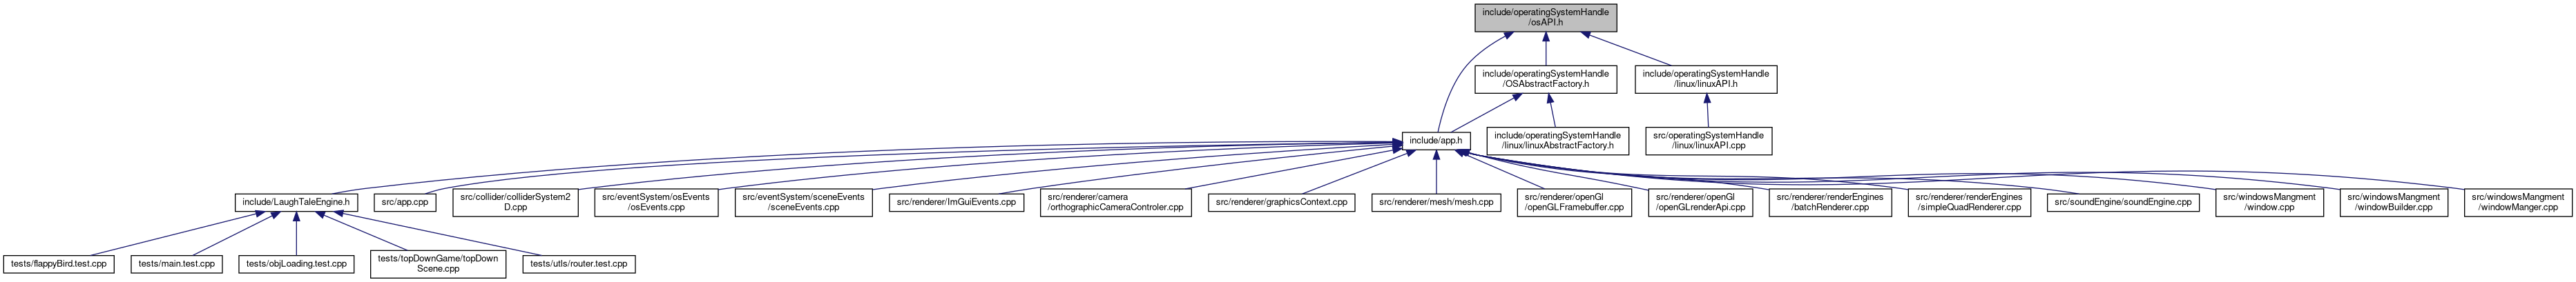 include/operatingSystemHandle
/osAPI.h
include/operatingSystemHandle
/OSAbstractFactory.h
include/operatingSystemHandle
/linux/linuxAPI.h
include/app.h
include/operatingSystemHandle
/linux/linuxAbstractFactory.h
src/operatingSystemHandle
/linux/linuxAPI.cpp
include/LaughTaleEngine.h
src/app.cpp
src/collider/colliderSystem2
D.cpp
src/eventSystem/osEvents
/osEvents.cpp
src/eventSystem/sceneEvents
/sceneEvents.cpp
src/renderer/ImGuiEvents.cpp
src/renderer/camera
/orthographicCameraControler.cpp
src/renderer/graphicsContext.cpp
src/renderer/mesh/mesh.cpp
src/renderer/openGl
/openGLFramebuffer.cpp
src/renderer/openGl
/openGLrenderApi.cpp
src/renderer/renderEngines
/batchRenderer.cpp
src/renderer/renderEngines
/simpleQuadRenderer.cpp
src/soundEngine/soundEngine.cpp
src/windowsMangment
/window.cpp
src/windowsMangment
/windowBuilder.cpp
src/windowsMangment
/windowManger.cpp
tests/flappyBird.test.cpp
tests/main.test.cpp
tests/objLoading.test.cpp
tests/topDownGame/topDown
Scene.cpp
tests/utls/router.test.cpp